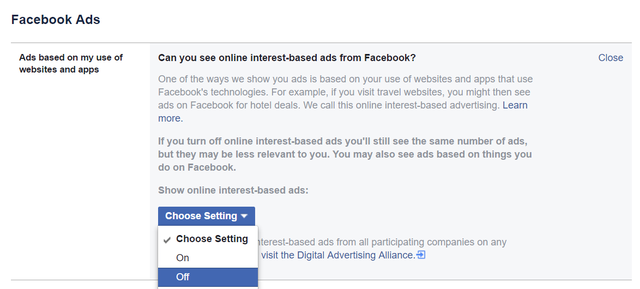 Facebook Ads
Ads based on my use of
websites and apps
Can you see online interest-based ads from Facebook?
Close
One of the ways we show you ads is based on your use of websites and apps that use
Facebook's technologies. For example, if you visit travel websites, you might then see
ads on Facebook for hotel deals. We call this online interest-based advertising. Learn
more.
If you turn off online interest-based ads you'll still see the same number of ads,
but they may be less relevant to you. You may also see ads based on things you
do on Facebook.
Show online interest-based ads:
Choose Setting
Choose Setting
On
Off
interest-based ads from all participating companies on any
visit the Digital Advertising Alliance.